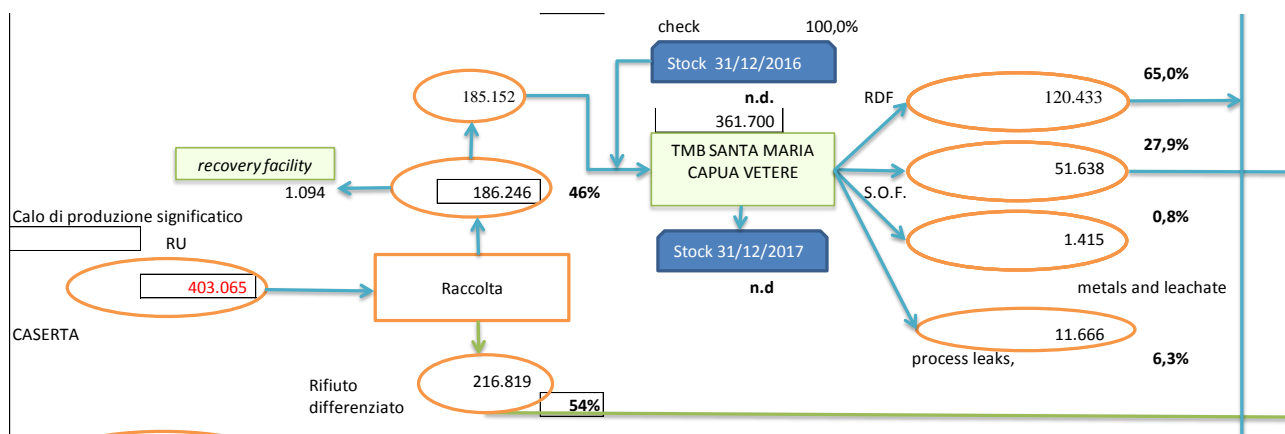 check 100,0%
Stock 31/12/2016
65,0%
n.d.
185.152
RDF
120.433
361.700
TMB SANTA MARIA
CAPUA VETERE
27,9%
recovery facility
51.638
1.094
186.246
46%
S.O.F.
Calo di produzione significatico
0,8%
RU
1.415
Stock 31/12/2017
403.065
Raccolta
n.d
metals and leachate
CASERTA
11.666
process leaks,
6,3%
216.819
Rifiuto
differenziato
54%